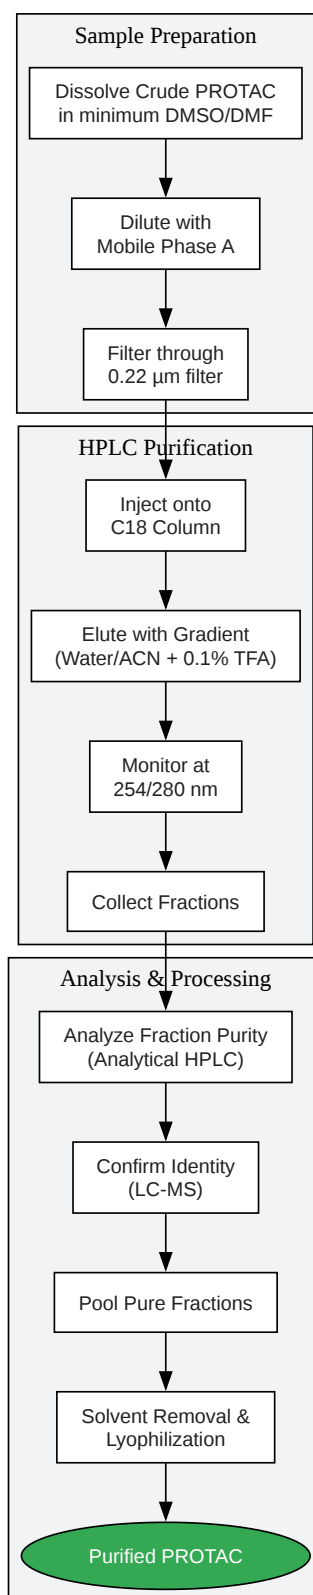 Sample Preparation
Dissolve Crude PROTAC
in minimum DMSO/DMF
Dilute with
Mobile Phase A
Filter through
0.22 µm filter
HPLC Purification
Inject onto
C18 Column
Elute with Gradient
(Water/ACN + 0.1% TFA)
Monitor at
254/280 nm
Collect Fractions
Analysis & Processing
Analyze Fraction Purity
(Analytical HPLC)
Confirm Identity
(LC-MS)
Pool Pure Fractions
Solvent Removal &
Lyophilization
Purified PROTAC